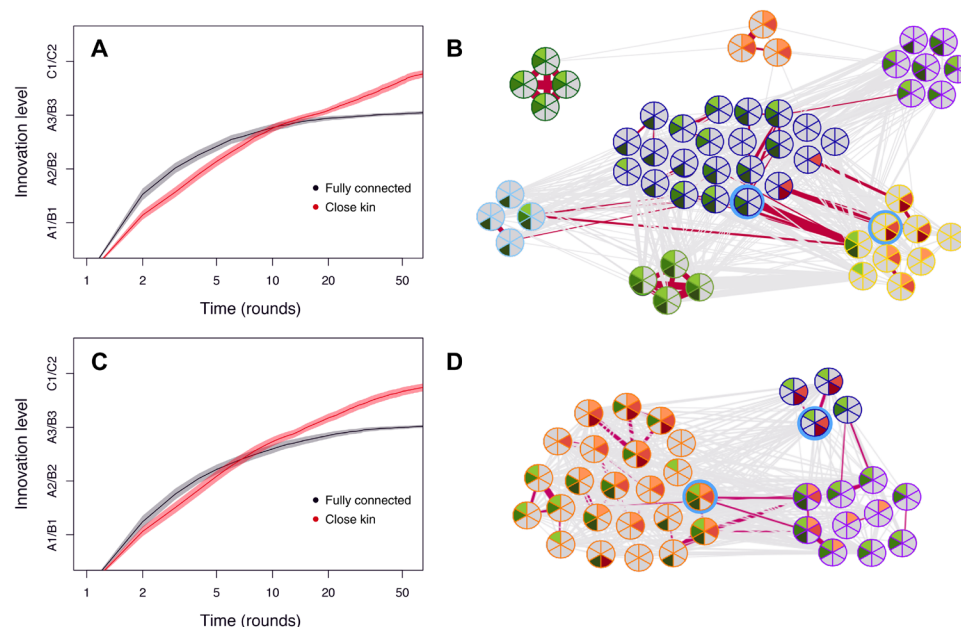 A
Innovation level
C1/C2
A3/B3
A2/B2
A1/B1
Fully connected
Close kin
1
2
5
10
20
50
Time (rounds)
B
C
Innovation level
C1/C2
A3/B3
A2/B2
A1/B1
Fully connected
Close kin
1
2
5
10
20
50
Time (rounds)
D